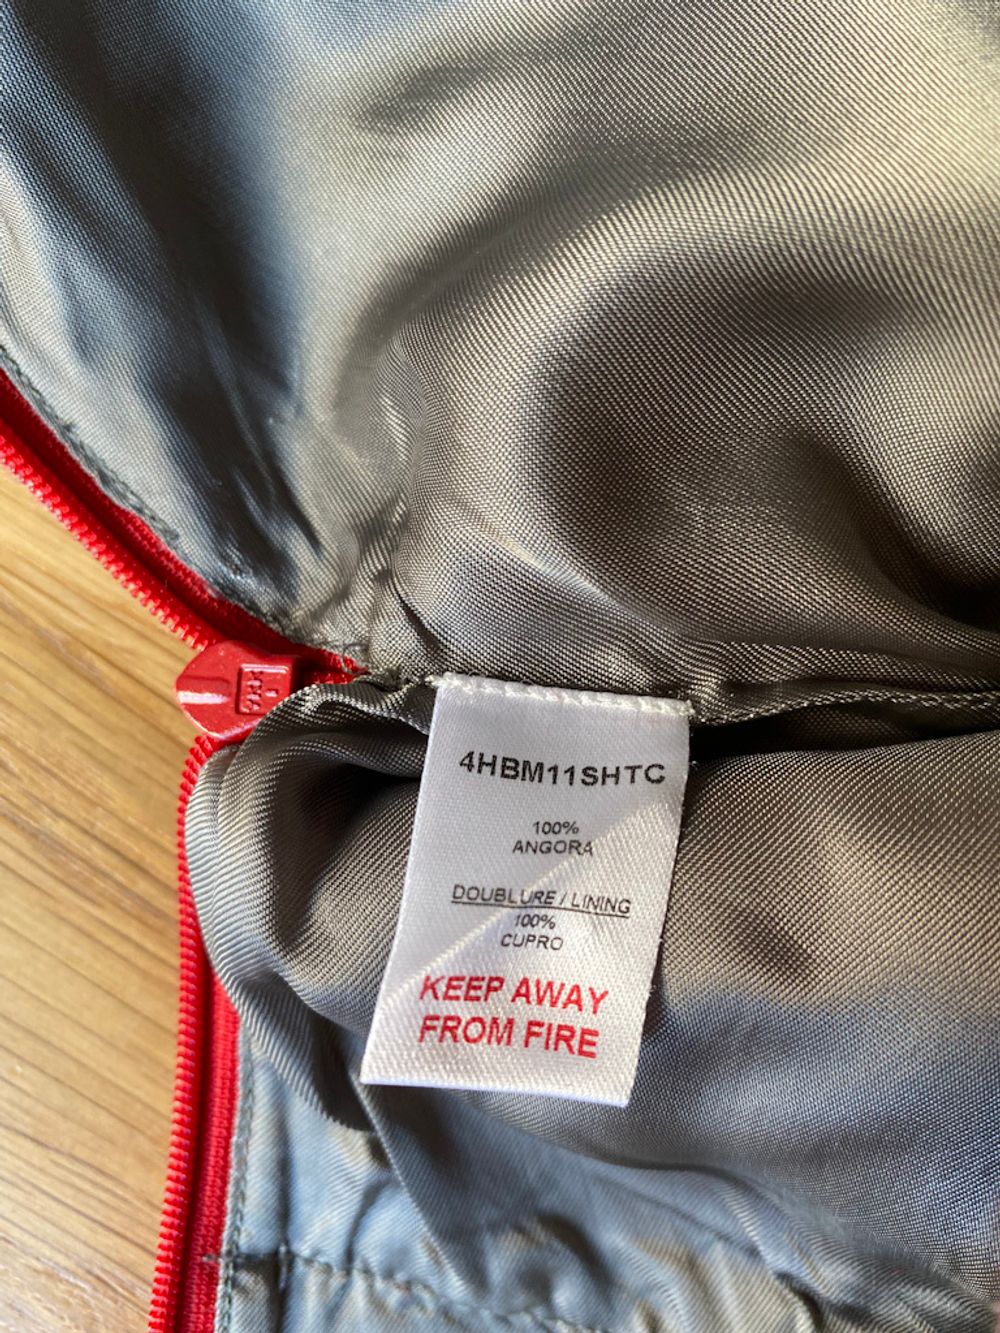 4HBM11SHTC
100%
ANGORA
DOUBLURE / LINING
100%
CUPRO
KEEP AWAY
FROM FIRE